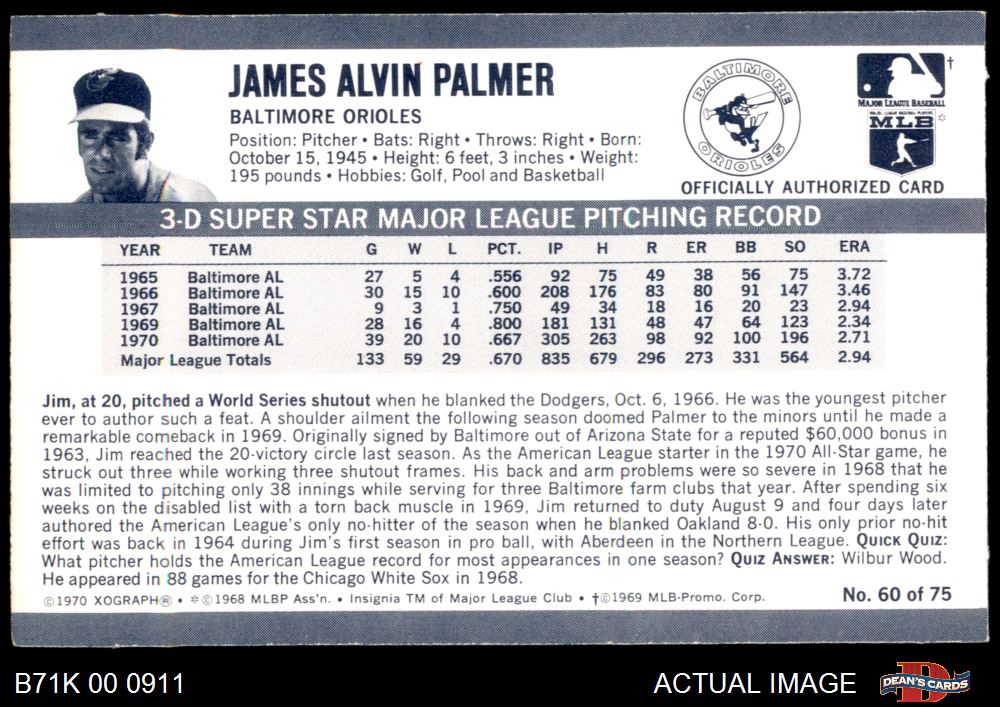 JAMES ALVIN PALMER
BALTIMORE ORIOLES
Position: Pitcher • Bats: Right • Throws: Right • Born:
October 15, 1945 • Height: 6 feet, 3 inches • Weight:
195 pounds • Hobbies: Golf, Pool and Basketball
BALTIMORE
ORIOLES
†
MAJOR LEAGUE BASEBALL
MAJOR LEAGUE BASEBALL PLAYERS
MLB *
OFFICIALLY AUTHORIZED CARD
3-D SUPER STAR MAJOR LEAGUE PITCHING RECORD
YEAR TEAM G W L PCT. IP H R ER BB SO ERA
1965 Baltimore AL 27 5 4 .556 92 75 49 38 56 75 3.72
1966 Baltimore AL 30 15 10 .600 208 176 83 80 91 147 3.46
1967 Baltimore AL 9 3 1 .750 49 34 18 16 20 23 2.94
1969 Baltimore AL 28 16 4 .800 181 131 48 47 64 123 2.34
1970 Baltimore AL 39 20 10 .667 305 263 98 92 100 196 2.71
Major League Totals 133 59 29 .670 835 679 296 273 331 564 2.94
Jim, at 20, pitched a World Series shutout when he blanked the Dodgers, Oct. 6, 1966. He was the youngest pitcher
ever to author such a feat. A shoulder ailment the following season doomed Palmer to the minors until he made a
remarkable comeback in 1969. Originally signed by Baltimore out of Arizona State for a reputed $60,000 bonus in
1963, Jim reached the 20-victory circle last season. As the American League starter in the 1970 All-Star game, he
struck out three while working three shutout frames. His back and arm problems were so severe in 1968 that he
was limited to pitching only 38 innings while serving for three Baltimore farm clubs that year. After spending six
weeks on the disabled list with a torn back muscle in 1969, Jim returned to duty August 9 and four days later
authored the American League's only no-hitter of the season when he blanked Oakland 8-0. His only prior no-hit
effort was back in 1964 during Jim's first season in pro ball, with Aberdeen in the Northern League. QUICK QUIZ:
What pitcher holds the American League record for most appearances in one season? QUIZ ANSWER: Wilbur Wood.
He appeared in 88 games for the Chicago White Sox in 1968.
©1970 XOGRAPH® • *©1968 MLBP Ass'n. • Insignia TM of Major League Club • †©1969 MLB-Promo. Corp.
No. 60 of 75
B71K 00 0911
ACTUAL IMAGE
D
DEAN'S CARDS